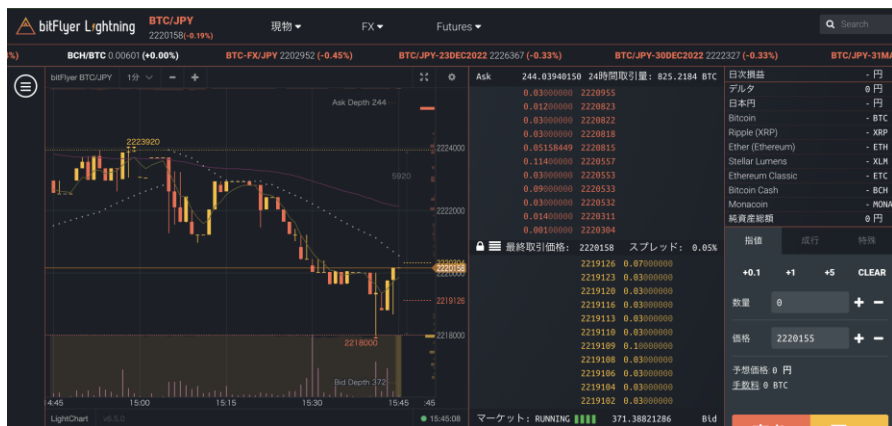 bitFlyer Lightning
BTC/JPY
2220158(-0.19%)
現物▼
FX▼
Futures▼
Search
BCH/BTC 0.00601 (+0.00%)
BTC-FX/JPY 2202952 (-0.45%)
BTC/JPY-23DEC2022 2226367 (-0.33%)
BTC/JPY-30DEC2022 2222327 (-0.33%)
BTC/JPY-31MA
bitFlyer BTC/JPY
1分
Ask Depth 244
2223920
5920
2218000
Bid Depth 372
2224000
2222000
2220304
2220158
2220000
2219126
2218000
4:45
15:00
15:15
15:30
15:45
:45
LightChart v0.5.0
15:45:08
Ask 244.03940150 24時間取引量: 825.2184 BTC
0.03000000 2220955
0.01200000 2220823
0.03000000 2220822
0.03000000 2220818
0.05158449 2220815
0.11400000 2220557
0.03000000 2220553
0.09000000 2220533
0.03000000 2220532
0.01400000 2220311
0.00100000 2220304
最終取引価格: 2220158 スプレッド: 0.05%
2219126 0.07000000
2219123 0.03000000
2219120 0.03000000
2219116 0.03000000
2219113 0.03000000
2219110 0.03000000
2219109 0.10000000
2219108 0.03000000
2219106 0.03000000
2219104 0.03000000
2219102 0.03000000
マーケット: RUNNING 371.38821286 Bid
日次損益 - 円
デルタ 0 円
日本円 - 円
Bitcoin - BTC
Ripple (XRP) - XRP
Ether (Ethereum) - ETH
Stellar Lumens - XLM
Ethereum Classic - ETC
Bitcoin Cash - BCH
Monacoin - MONA
純資産総額 0 円
指値
成行
特殊
+0.1
+1
+5
CLEAR
数量 0
価格 2220155
予想価格 0 円
手数料 0 BTC